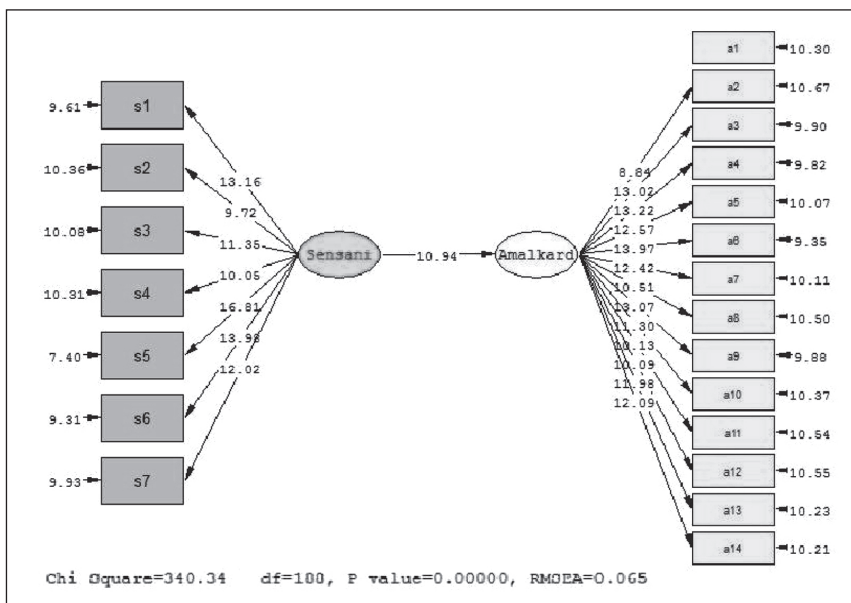 9.61 s1
10.36 s2
10.08 s3
10.31 s4
7.40 s5
9.31 s6
9.93 s7
13.16
9.72
11.35
10.05
16.81
13.98
12.02
Sensani
10.94
Amalkard
8.84
13.02
13.22
12.57
13.97
12.42
10.51
13.07
11.30
10.13
10.09
11.98
12.09
a1 10.30
a2 10.67
a3 9.90
a4 9.82
a5 10.07
a6 9.35
a7 10.11
a8 10.50
a9 9.88
a10 10.37
a11 10.54
a12 10.55
a13 10.23
a14 10.21
Chi Square=340.34 df=188, P value=0.00000, RMSEA=0.065